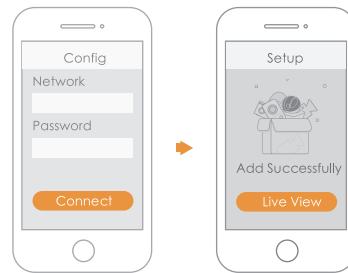 Config
Network
Password
Connect
Setup
Add Successfully
Live View